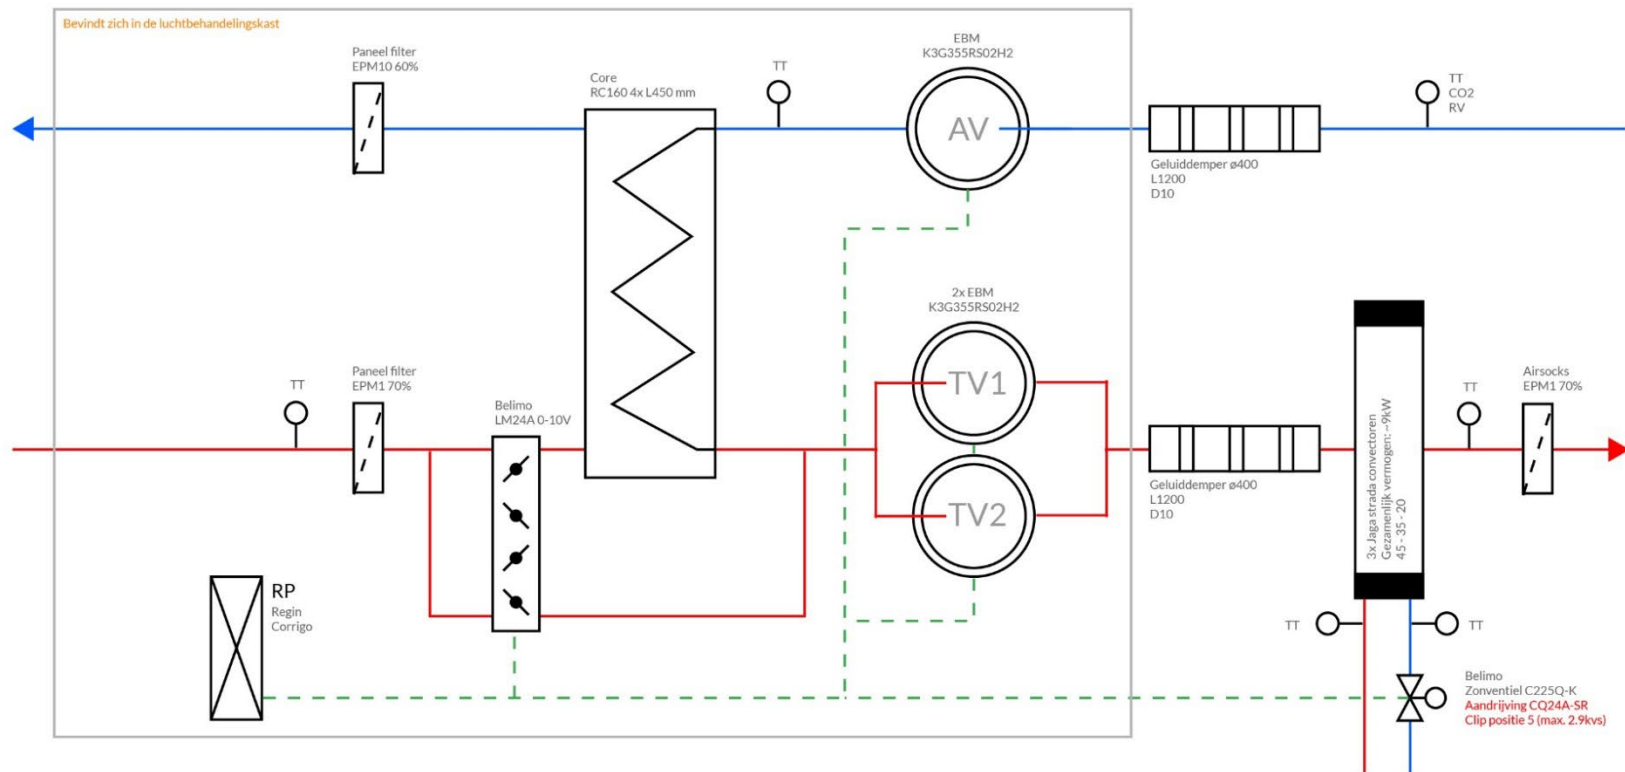 Bevindt zich in de luchtbehandelingskast
Paneel filter
EPM10 60%
Core
RC160 4x L450 mm
TT
EBM
K3G355RS02H2
AV
Geluiddemper ø400
L1200
D10
TT
CO2
RV
TT
Paneel filter
EPM1 70%
Belimo
LM24A 0-10V
2x EBM
K3G355RS02H2
TV1
TV2
Geluiddemper ø400
L1200
D10
3x Jaga strada convectoren
Gezamenlijk vermogen: ~9kW
45 - 35 - 20
TT
Airsocks
EPM1 70%
RP
Regin
Corrigo
TT
TT
Belimo
Zonventiel C225Q-K
Aandrijving CQ24A-SR
Clip positie 5 (max. 2.9kvs)